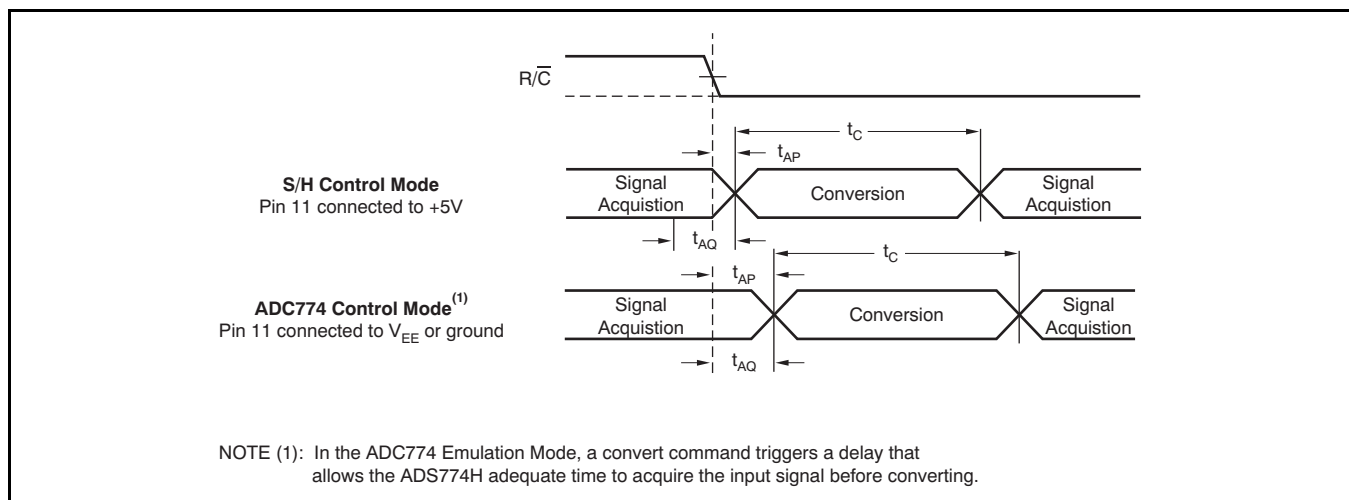 R/C̅
t_C
t_AP
S/H Control Mode
Pin 11 connected to +5V
Signal
Acquistion
Conversion
Signal
Acquistion
t_AQ
t_C
t_AP
ADC774 Control Mode(1)
Pin 11 connected to V_EE or ground
Signal
Acquistion
Conversion
Signal
Acquistion
t_AQ
NOTE (1): In the ADC774 Emulation Mode, a convert command triggers a delay that
allows the ADS774H adequate time to acquire the input signal before converting.